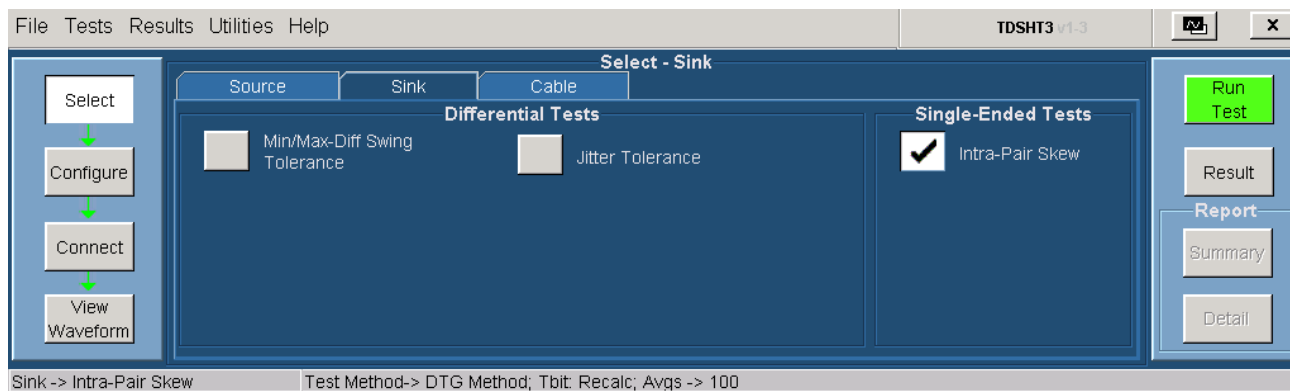 File Tests Results Utilities Help
TDSHT3 v1-3
x
Select - Sink
Select
Configure
Connect
View
Waveform
Source Sink Cable
Differential Tests
Min/Max-Diff Swing
Tolerance
Jitter Tolerance
Single-Ended Tests
Intra-Pair Skew
Run
Test
Result
Report
Summary
Detail
Sink -> Intra-Pair Skew Test Method-> DTG Method; Tbit: Recalc; Avgs -> 100